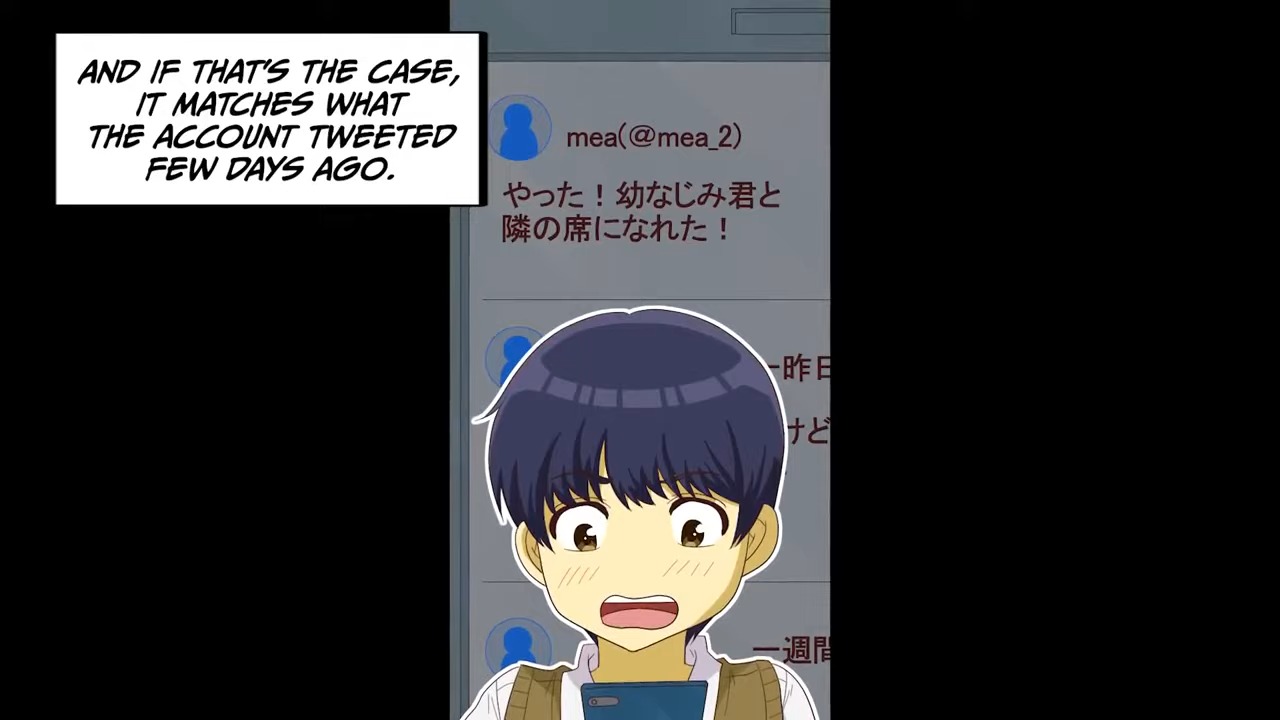 AND IF THAT'S THE CASE,
IT MATCHES WHAT
THE ACCOUNT TWEETED
FEW DAYS AGO.
mea(@mea_2)
やった！幼なじみ君と
隣の席になれた！
一昨日
けど
一週間